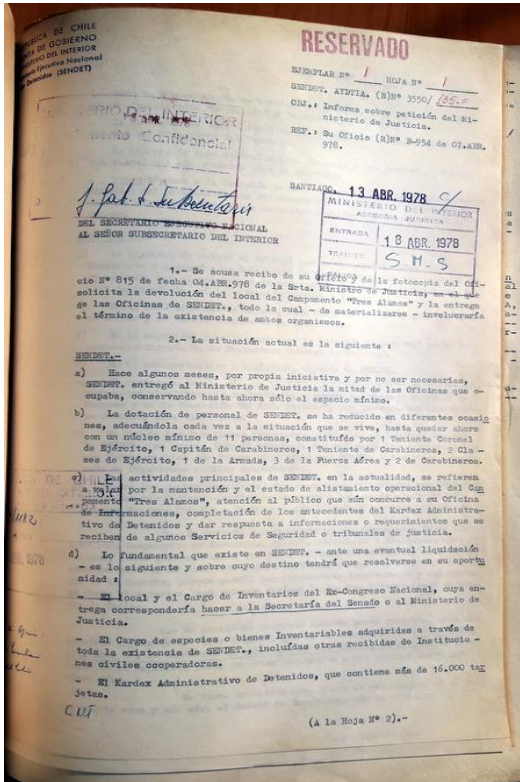 REPUBLICA DE CHILE
JUNTA DE GOBIERNO
MINISTERIO DEL INTERIOR
Secretaría Ejecutiva Nacional
de Detenidos (SENDET)
RESERVADO
EJEMPLAR Nº 1 HOJA Nº 1
SENDET. AYDTIA. (R)Nº 3550/ 135.=
OBJ.: Informa sobre petición del Mi-
nisterio de Justicia.
REF.: Su Oficio (R)Nº B-954 de 07.ABR.
978.
MINISTERIO DEL INTERIOR
ABR. 1978
Confidencial
SANTIAGO, 13 ABR. 1978
MINISTERIO DEL INTERIOR
ASESORIA JURIDICA
ENTRADA 18 ABR. 1978
TRAMITE S.M.S
J. Gab. S. Subsecretario
DEL SECRETARIO EJECUTIVO NACIONAL
AL SEÑOR SUBSECRETARIO DEL INTERIOR
1.- Se acusa recibo de su Oficio y de la fotocopia del Ofi-
cio Nº 815 de fecha 04.ABR.978 de la Srta. Ministro de Justicia, en el que
solicita la devolución del local del Campamento "Tres Alamos" y la entrega
de las Oficinas de SENDET., todo la cual - de materializarse - involucraría
el término de la existencia de ambos organismos.
2.- La situación actual es la siguiente :
SENDET.-
a) Hace algunos meses, por propia iniciativa y por no ser necesarias,
SENDET. entregó al Ministerio de Justicia la mitad de las Oficinas que o-
cupaba, conservando hasta ahora sólo el espacio mínimo.
b) La dotación de personal de SENDET. se ha reducido en diferentes ocasio
nes, adecuándola cada vez a la situación que se vive, hasta quedar ahora
con un núcleo mínimo de 11 personas, constituído por 1 Teniente Coronel
de Ejército, 1 Capitán de Carabineros, 1 Teniente de Carabineros, 2 Cla-
ses de Ejército, 1 de la Armada, 3 de la Fuerza Aérea y 2 de Carabineros.
c) Las actividades principales de SENDET. en la actualidad, se refieren
a velar por la mantención y el estado de alistamiento operacional del Cam
pamento "Tres Alamos", atención al público que aún concurre a su Oficina
de Informaciones, completación de los antecedentes del Kardex Administra-
tivo de Detenidos y dar respuesta a informaciones o requerimientos que se
reciben de algunos Servicios de Seguridad o tribunales de justicia.
d) Lo fundamental que existe en SENDET. - ante una eventual liquidación
- es lo siguiente y sobre cuyo destino tendrá que resolverse en su oportu
nidad :
- El local y el Cargo de Inventarios del Ex-Congreso Nacional, cuya en-
trega correspondería hacer a la Secretaría del Senado o al Ministerio de
Justicia.
- El Cargo de especies o bienes Inventariables adquiridas a través de
toda la existencia de SENDET., incluídas otras recibidas de Institucio -
nes civiles cooperadoras.
- El Kardex Administrativo de Detenidos, que contiene más de 16.000 tar
jetas.
CNI
(A la Hoja Nº 2).-